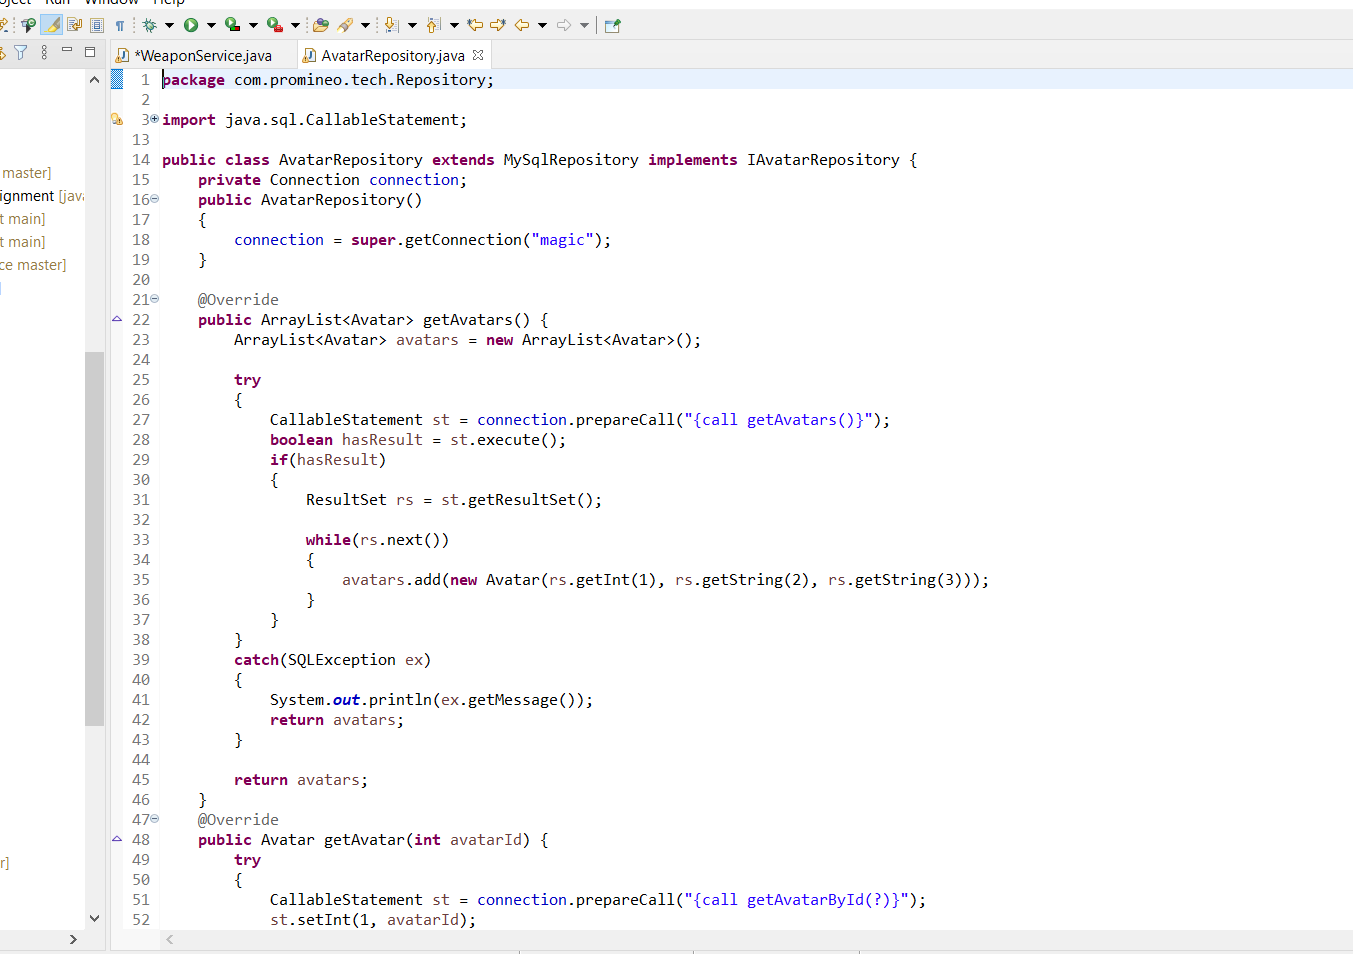 Run Window Help
*WeaponService.java AvatarRepository.java
master]
ignment [java
t main]
t main]
ce master]
]
r]
1 package com.promineo.tech.Repository;
2
3 import java.sql.CallableStatement;
13
14 public class AvatarRepository extends MySqlRepository implements IAvatarRepository {
15 private Connection connection;
16 public AvatarRepository()
17 {
18 connection = super.getConnection("magic");
19 }
20
21 @Override
22 public ArrayList<Avatar> getAvatars() {
23 ArrayList<Avatar> avatars = new ArrayList<Avatar>();
24
25 try
26 {
27 CallableStatement st = connection.prepareCall("{call getAvatars()}");
28 boolean hasResult = st.execute();
29 if(hasResult)
30 {
31 ResultSet rs = st.getResultSet();
32
33 while(rs.next())
34 {
35 avatars.add(new Avatar(rs.getInt(1), rs.getString(2), rs.getString(3)));
36 }
37 }
38 }
39 catch(SQLException ex)
40 {
41 System.out.println(ex.getMessage());
42 return avatars;
43 }
44
45 return avatars;
46 }
47 @Override
48 public Avatar getAvatar(int avatarId) {
49 try
50 {
51 CallableStatement st = connection.prepareCall("{call getAvatarById(?)}");
52 st.setInt(1, avatarId);